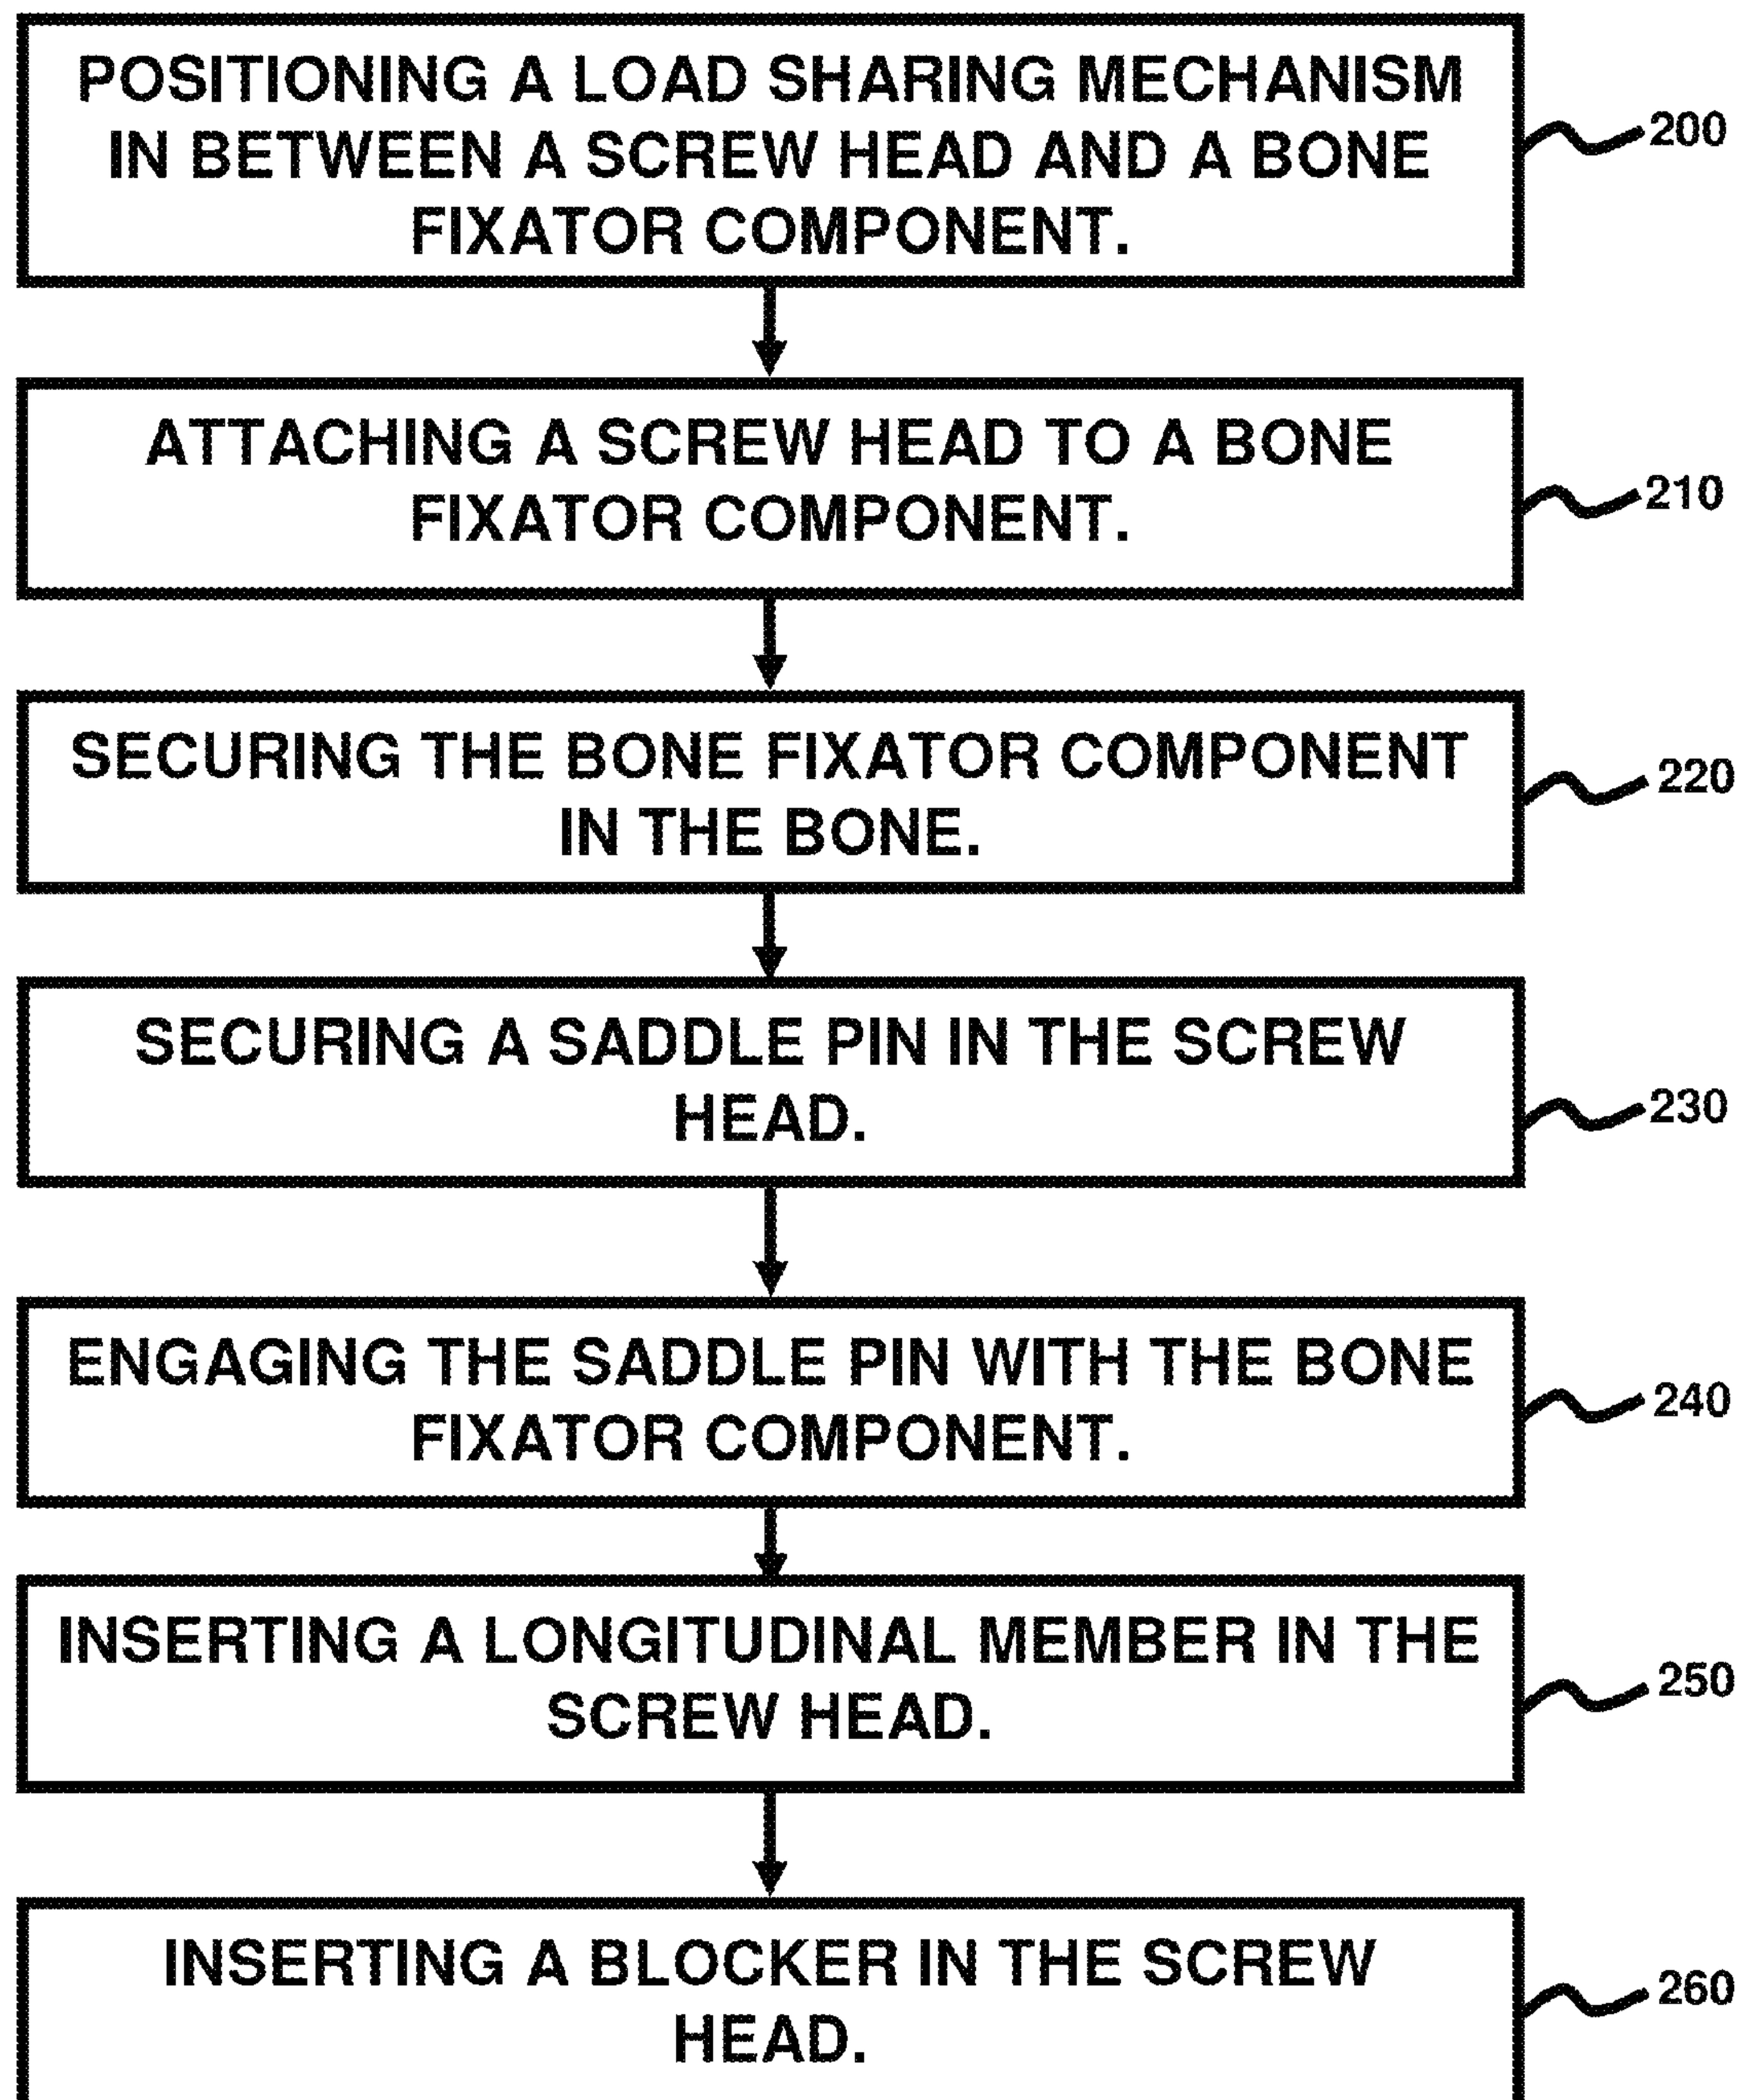 POSITIONING A LOAD SHARING MECHANISM
IN BETWEEN A SCREW HEAD AND A BONE
FIXATOR COMPONENT.
200
ATTACHING A SCREW HEAD TO A BONE
FIXATOR COMPONENT.
210
SECURING THE BONE FIXATOR COMPONENT
IN THE BONE.
220
SECURING A SADDLE PIN IN THE SCREW
HEAD.
230
ENGAGING THE SADDLE PIN WITH THE BONE
FIXATOR COMPONENT.
240
INSERTING A LONGITUDINAL MEMBER IN THE
SCREW HEAD.
250
INSERTING A BLOCKER IN THE SCREW
HEAD.
260